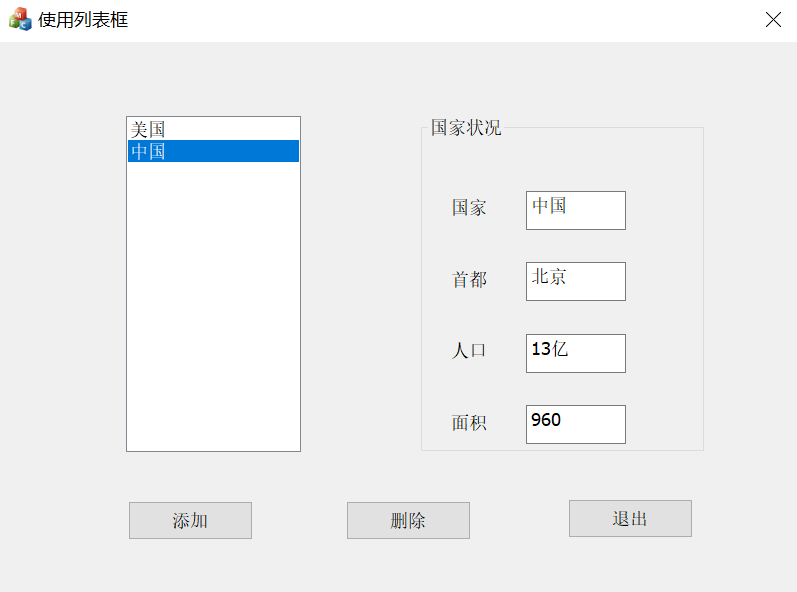 使用列表框
美国
中国
国家状况
国家 中国
首都 北京
人口 13亿
面积 960
添加 删除 退出